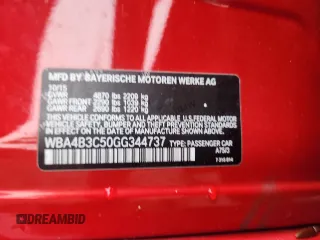 MFD BY BAYERISCHE MOTOREN WERKE AG
10/15
GVWR 4870 lbs 2209 kg
GAWR FRONT 2290 lbs 1039 kg
GAWR REAR 2690 lbs 1220 kg
THIS VEHICLE CONFORMS TO ALL APPLICABLE
U.S. FEDERAL MOTOR VEHICLE SAFETY, BUMPER,
AND THEFT PREVENTION STANDARDS IN EFFECT ON
THE DATE OF MANUFACTURE SHOWN ABOVE.
WBA4B3C50GG344737 TYPE: PASSENGER CAR
A75/3
DREAMBID